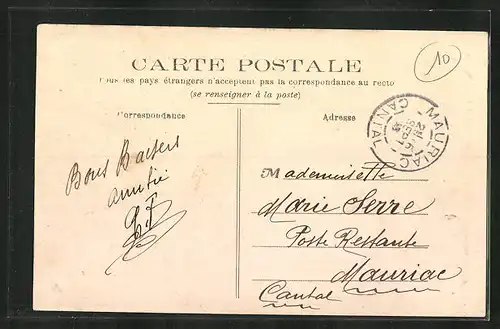 10
CARTE POSTALE
Tous les pays étrangers n'acceptent pas la correspondance au recto
(se renseigner à la poste)
Correspondance
Adresse
MAURIAC
CANTAL
Bons Baisers
amitié
Mademoiselle
Marie Serre
Poste Restante
Mauriac
Cantal